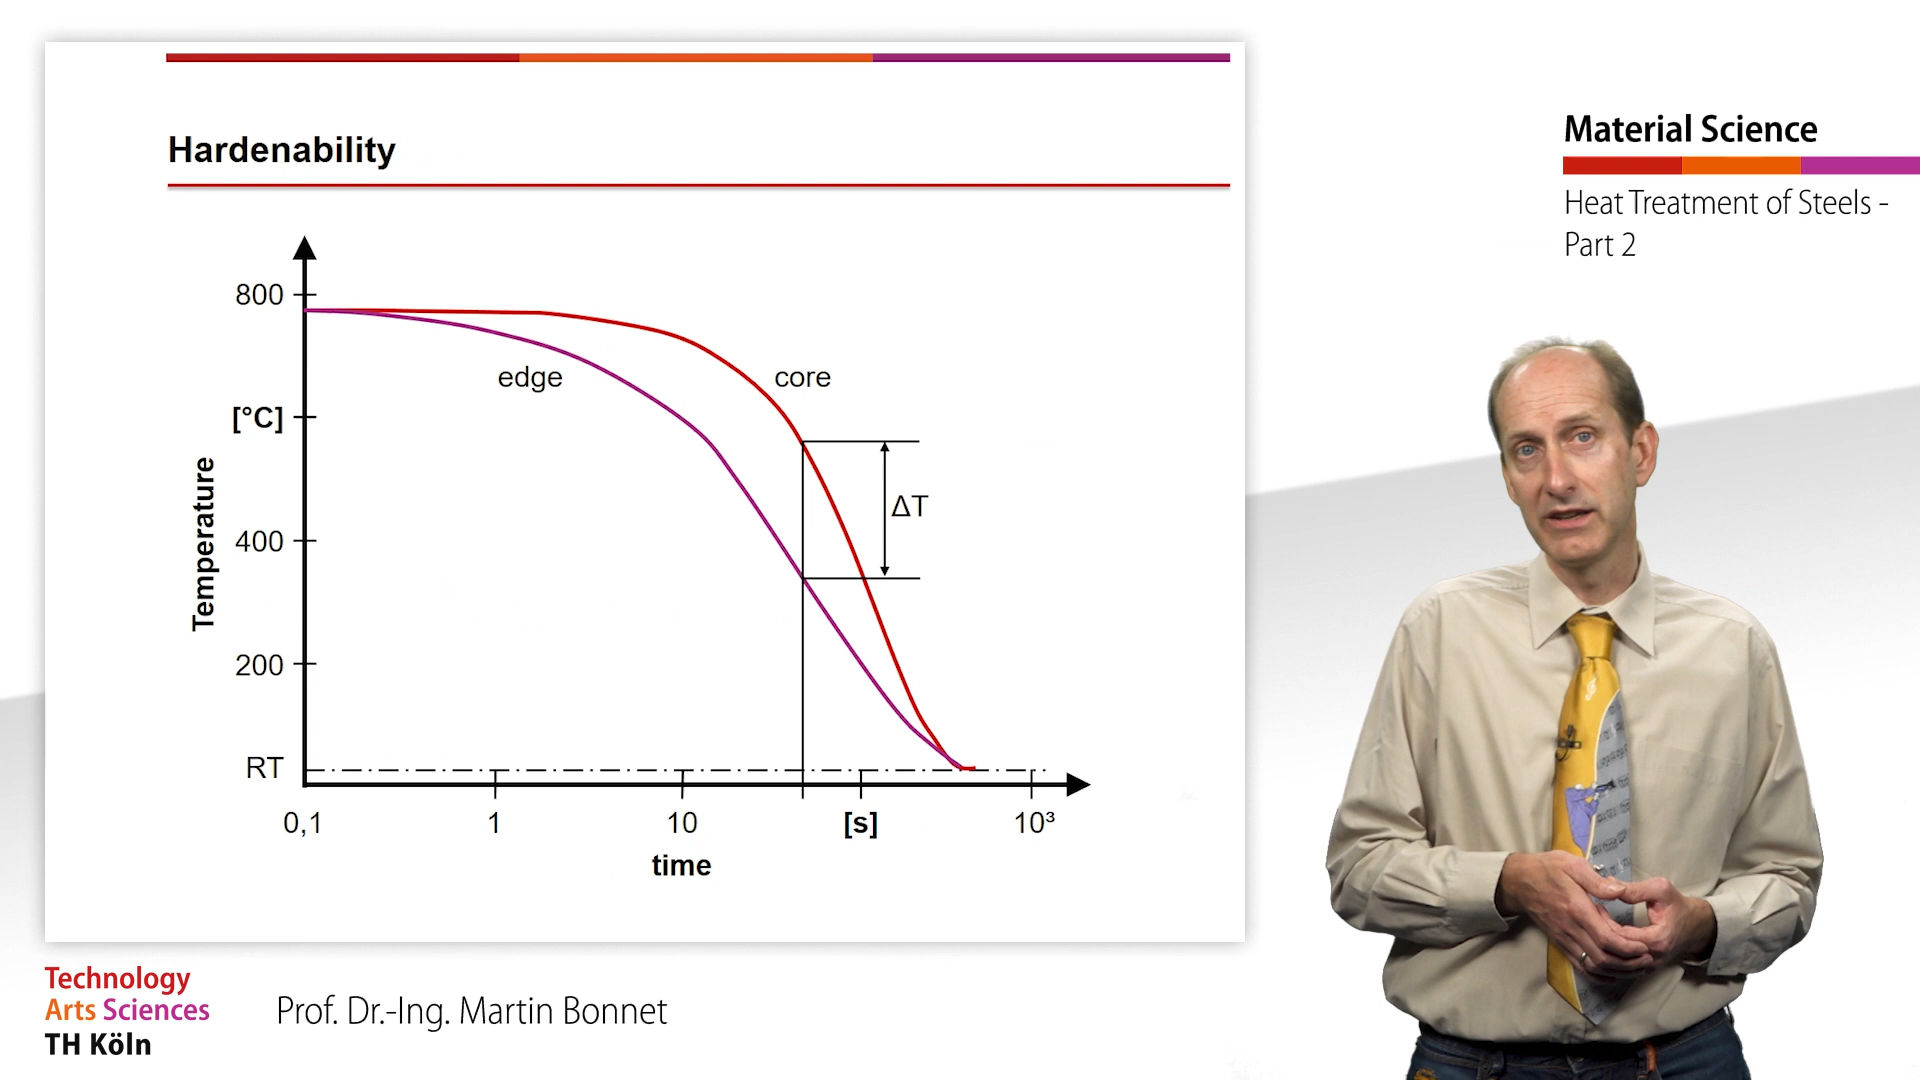 Hardenability
800
[°C]
400
200
RT
Temperature
edge
core
ΔT
0,1
1
10
[s]
10³
time
Material Science
Heat Treatment of Steels -
Part 2
Technology
Arts Sciences
TH Köln
Prof. Dr.-Ing. Martin Bonnet